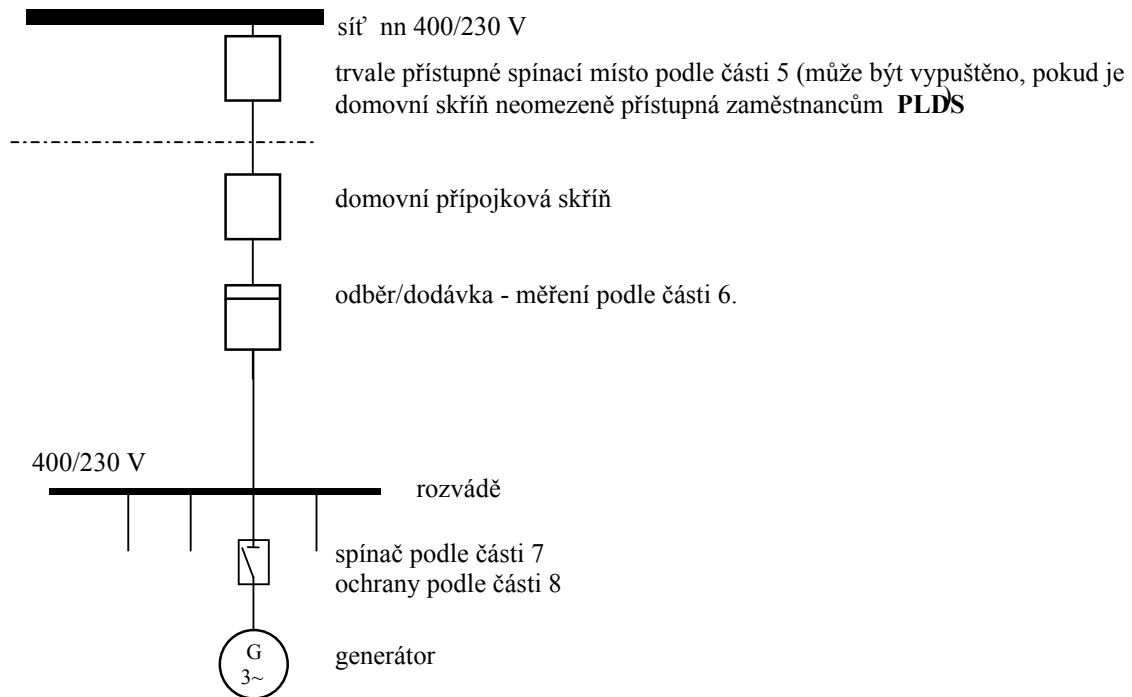 síť nn 400/230 V
trvale přístupné spínací místo podle části 5 (může být vypuštěno, pokud je
domovní skříň neomezeně přístupná zaměstnancům PLDS)
domovní přípojková skříň
odběr/dodávka - měření podle části 6.
400/230 V
rozvádě
spínač podle části 7
ochrany podle části 8
G
3~
generátor